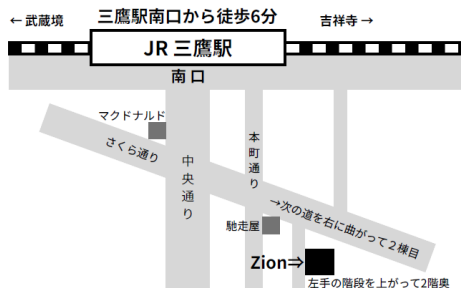 三鷹駅南口から徒歩6分
← 武蔵境
吉祥寺 →
JR 三鷹駅
南口
マクドナルド
さくら通り
中央通り
本町通り
→次の道を右に曲がって2棟目
馳走屋
Zion⇒
左手の階段を上がって2階奥